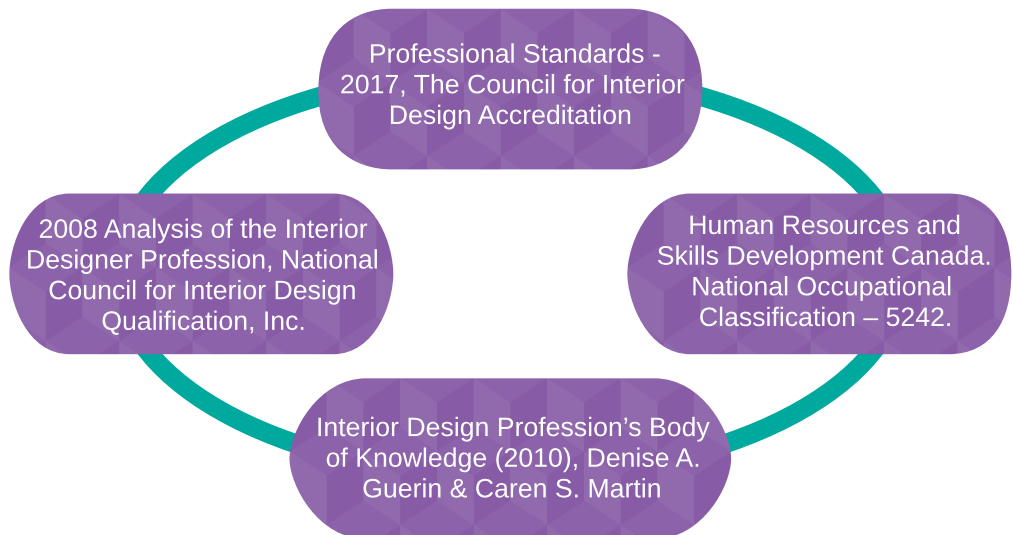 Professional Standards -
2017, The Council for Interior
Design Accreditation
2008 Analysis of the Interior
Designer Profession, National
Council for Interior Design
Qualification, Inc.
Human Resources and
Skills Development Canada.
National Occupational
Classification – 5242.
Interior Design Profession’s Body
of Knowledge (2010), Denise A.
Guerin & Caren S. Martin